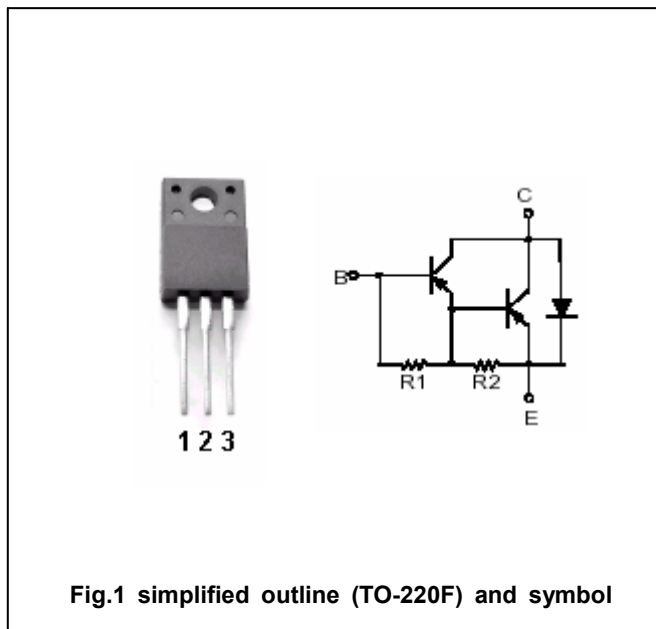 C
B
R1 R2
E
1 2 3
Fig.1 simplified outline (TO-220F) and symbol